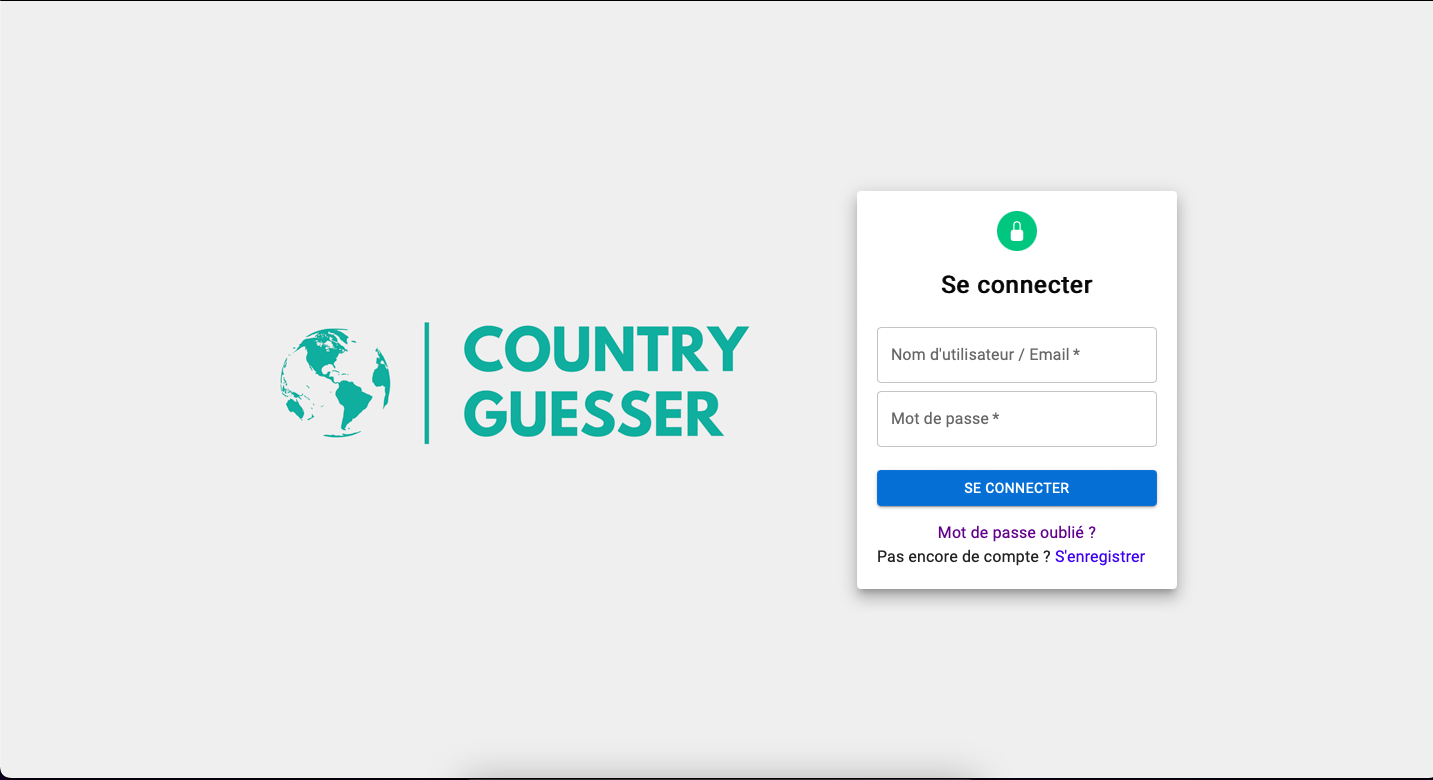 COUNTRY
GUESSER
Se connecter
Nom d'utilisateur / Email *
Mot de passe *
SE CONNECTER
Mot de passe oublié ?
Pas encore de compte ? S'enregistrer